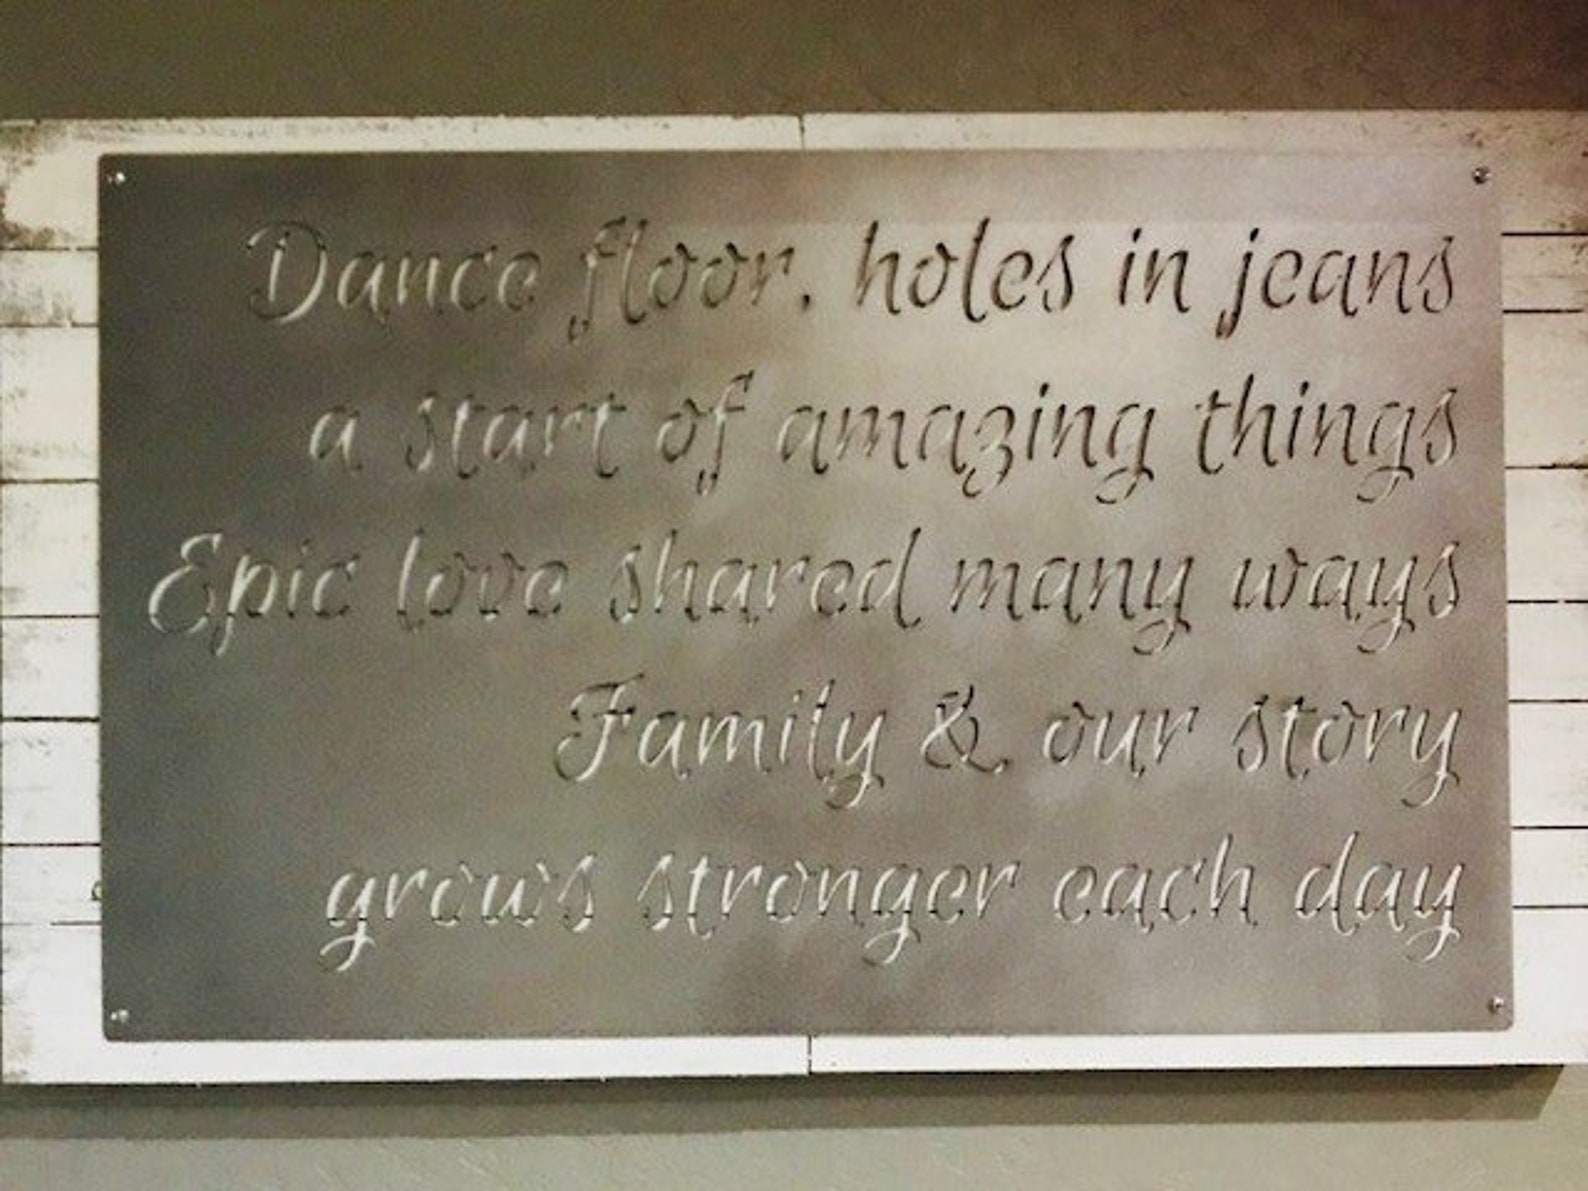 Dance floor, holes in jeans
a start of amazing things
Epic love shared many ways
Family & our story
grows stronger each day